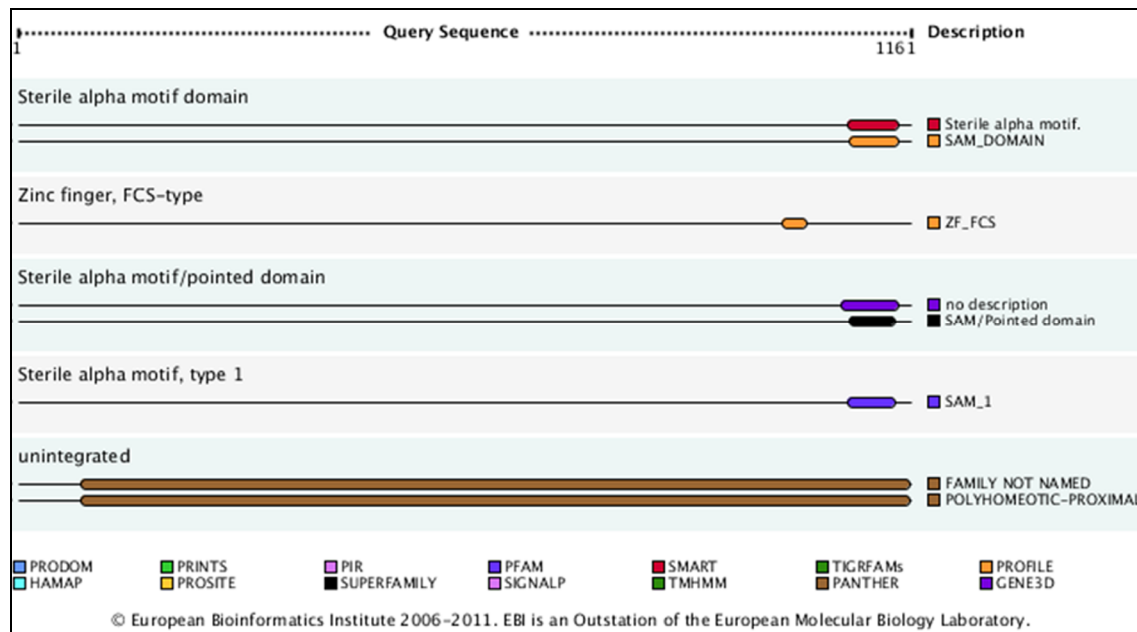 Query Sequence Description
1 1161
Sterile alpha motif domain
Sterile alpha motif.
SAM_DOMAIN
Zinc finger, FCS-type
ZF_FCS
Sterile alpha motif/pointed domain
no description
SAM/Pointed domain
Sterile alpha motif, type 1
SAM_1
unintegrated
FAMILY NOT NAMED
POLYHOMEOTIC-PROXIMAL
PRODOM PRINTS PIR PFAM SMART TIGRFAMs PROFILE
HAMAP PROSITE SUPERFAMILY SIGNALP TMHMM PANTHER GENE3D
© European Bioinformatics Institute 2006-2011. EBI is an Outstation of the European Molecular Biology Laboratory.